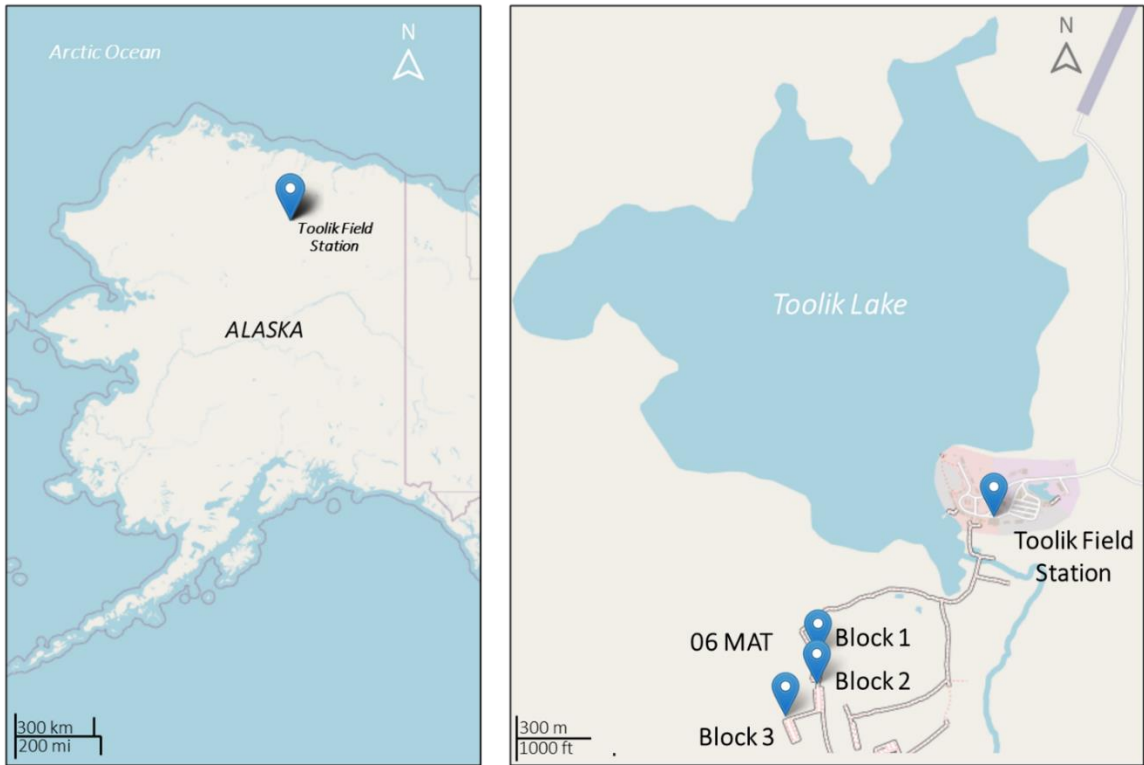 Arctic Ocean
N
Toolik Field
Station
ALASKA
300 km
200 mi
N
Toolik Lake
Toolik Field
Station
06 MAT
Block 1
Block 2
Block 3
300 m
1000 ft